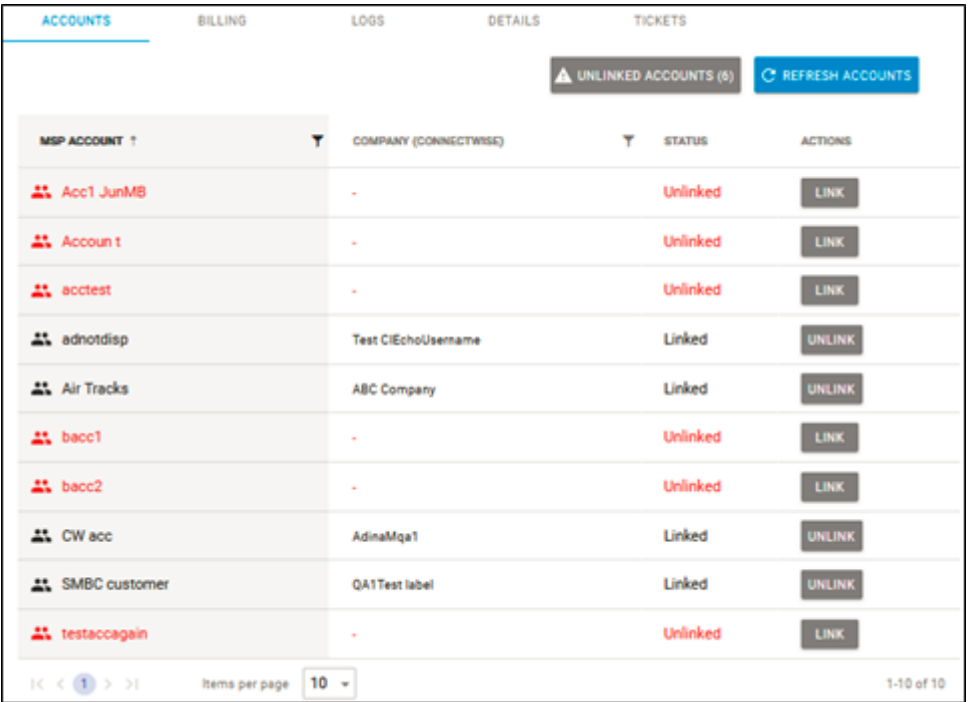 ACCOUNTS BILLING LOGS DETAILS TICKETS
UNLINKED ACCOUNTS (6) REFRESH ACCOUNTS
MSP ACCOUNT ↑ COMPANY (CONNECTWISE) STATUS ACTIONS
Acc1 JunMB - Unlinked LINK
Accoun t - Unlinked LINK
acctest - Unlinked LINK
adnotdisp Test CIEchoUsername Linked UNLINK
Air Tracks ABC Company Linked UNLINK
bacc1 - Unlinked LINK
bacc2 - Unlinked LINK
CW acc AdinaMqa1 Linked UNLINK
SMBC customer QA1Test label Linked UNLINK
testaccagain - Unlinked LINK
|< < 1 > >| Items per page 10 1-10 of 10